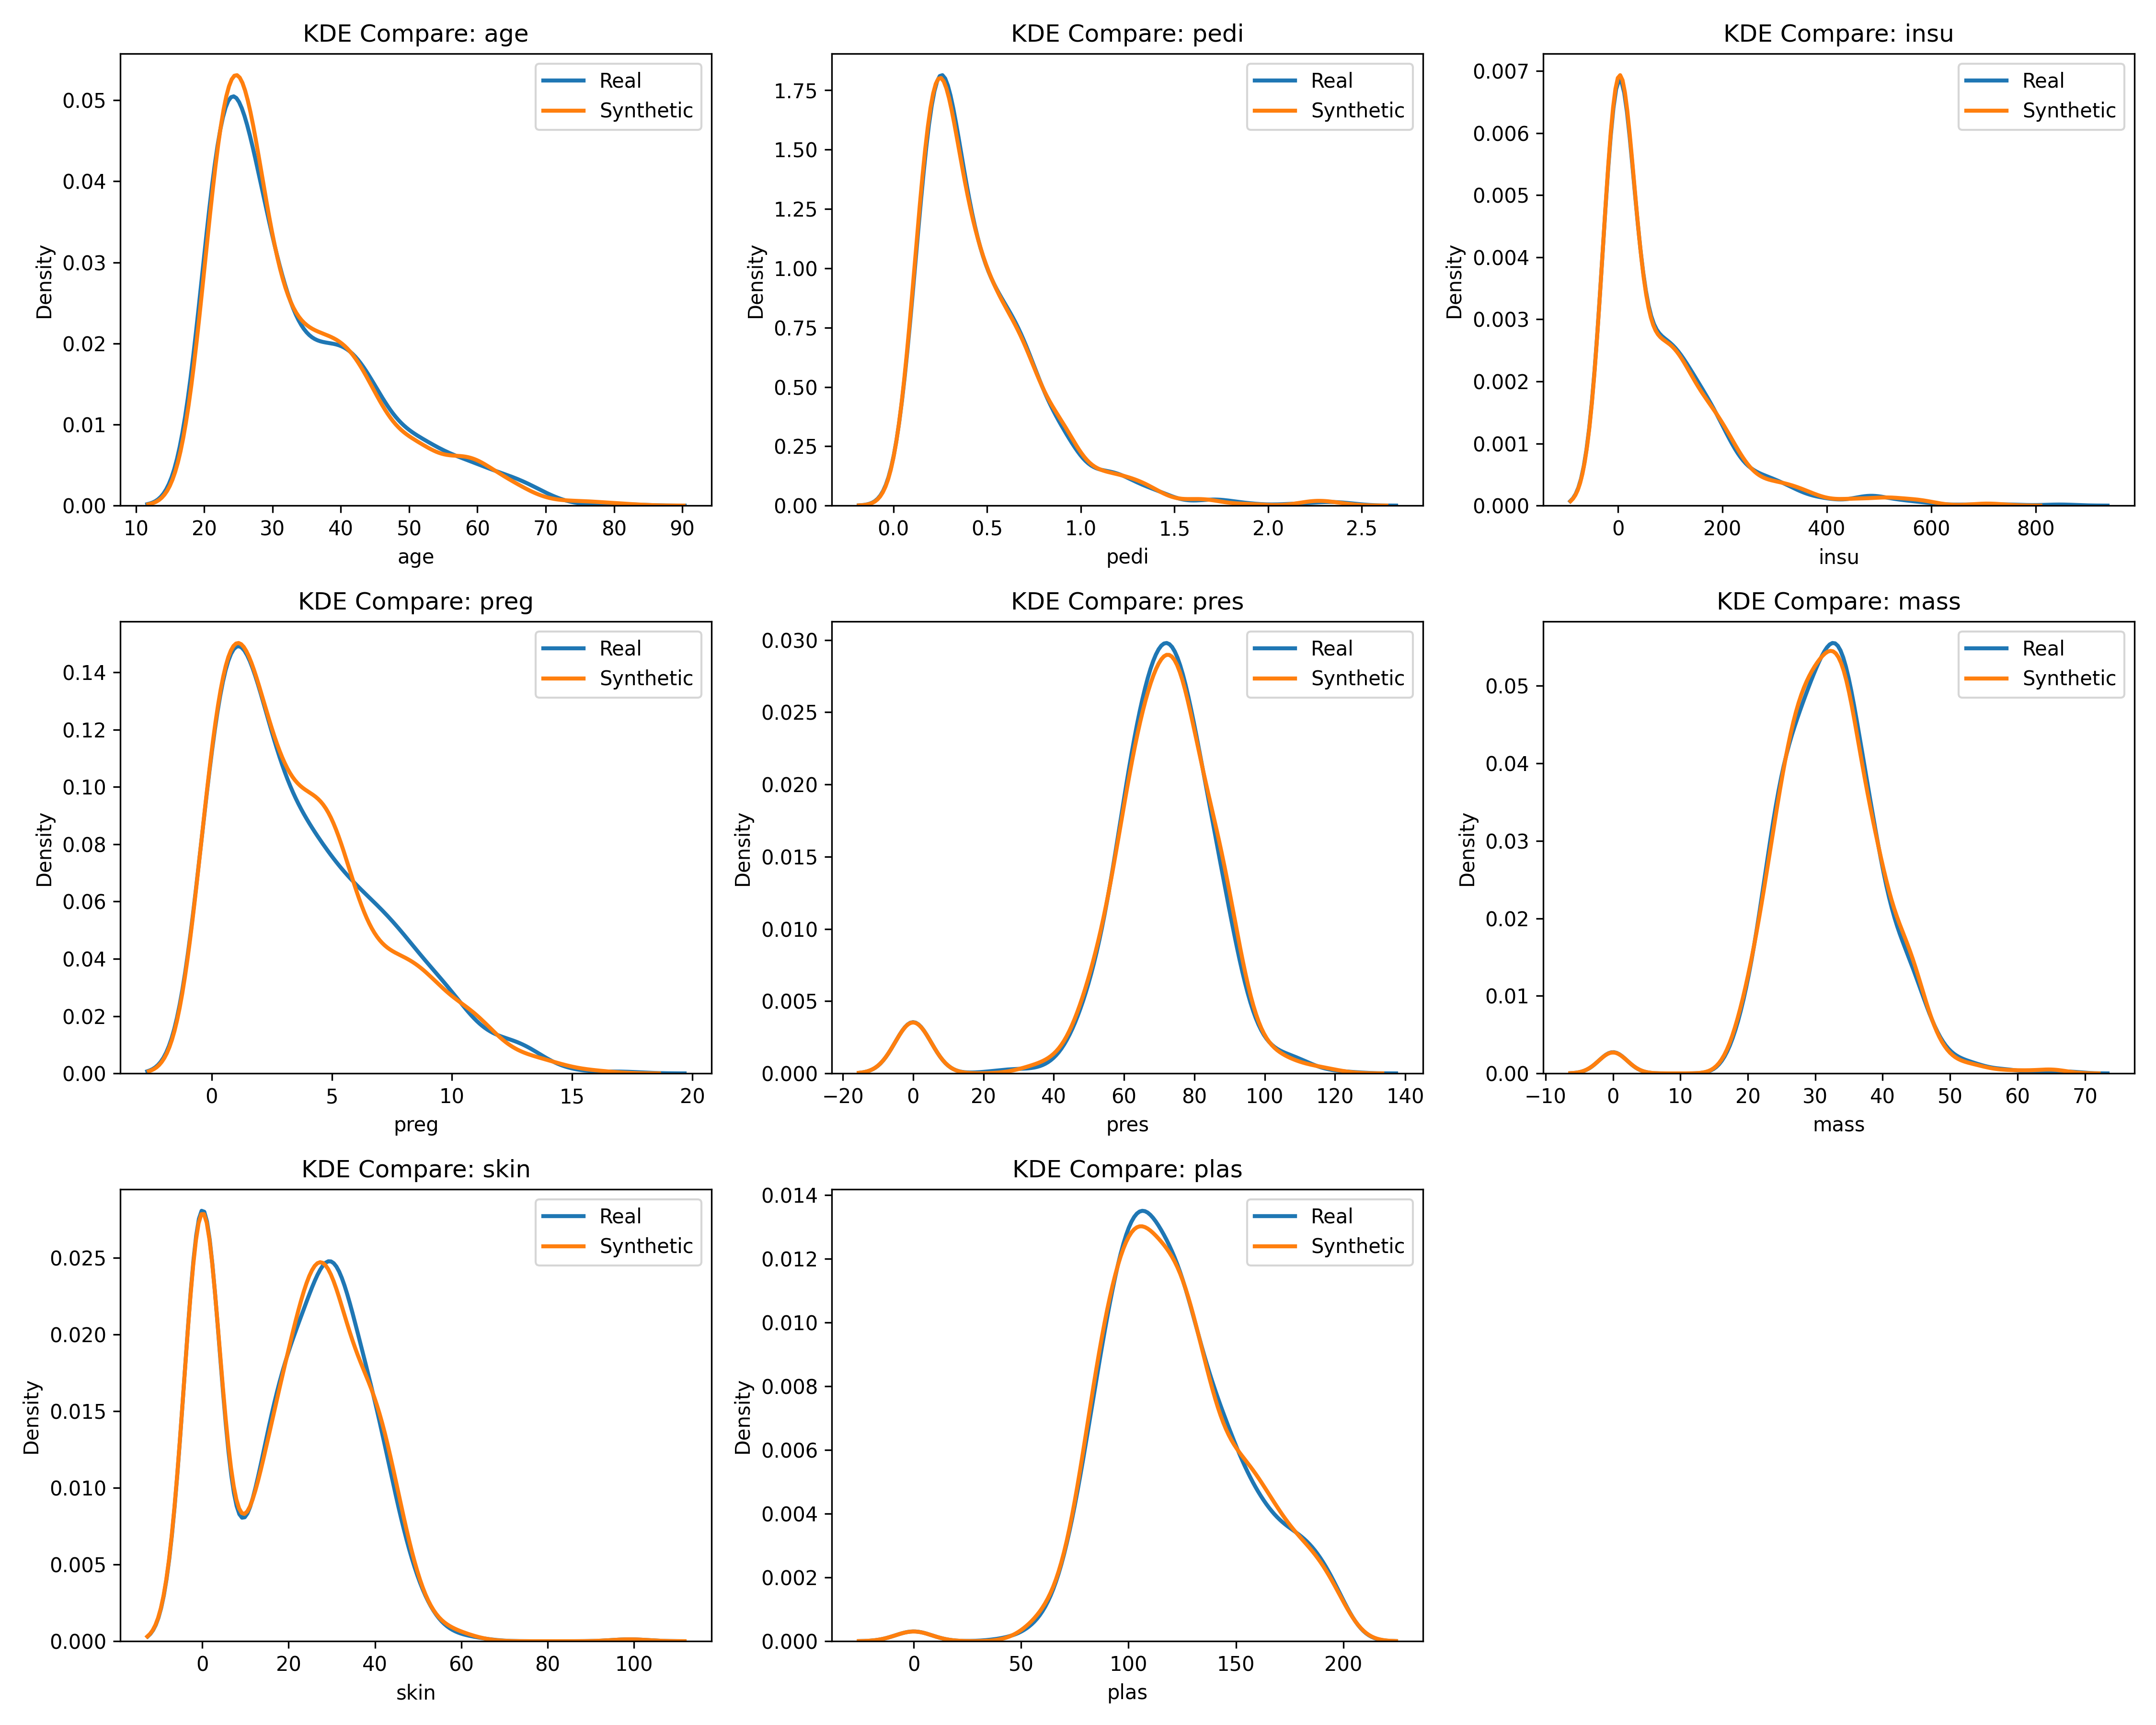 KDE Compare: age
0.05
0.04
0.03
0.02
0.01
0.00
Density
10 20 30 40 50 60 70 80 90
age
Real
Synthetic
KDE Compare: pedi
1.75
1.50
1.25
1.00
0.75
0.50
0.25
0.00
Density
0.0 0.5 1.0 1.5 2.0 2.5
pedi
Real
Synthetic
KDE Compare: insu
0.007
0.006
0.005
0.004
0.003
0.002
0.001
0.000
Density
0 200 400 600 800
insu
Real
Synthetic
KDE Compare: preg
0.14
0.12
0.10
0.08
0.06
0.04
0.02
0.00
Density
0 5 10 15 20
preg
Real
Synthetic
KDE Compare: pres
0.030
0.025
0.020
0.015
0.010
0.005
0.000
Density
−20 0 20 40 60 80 100 120 140
pres
Real
Synthetic
KDE Compare: mass
0.05
0.04
0.03
0.02
0.01
0.00
Density
−10 0 10 20 30 40 50 60 70
mass
Real
Synthetic
KDE Compare: skin
0.025
0.020
0.015
0.010
0.005
0.000
Density
0 20 40 60 80 100
skin
Real
Synthetic
KDE Compare: plas
0.014
0.012
0.010
0.008
0.006
0.004
0.002
0.000
Density
0 50 100 150 200
plas
Real
Synthetic